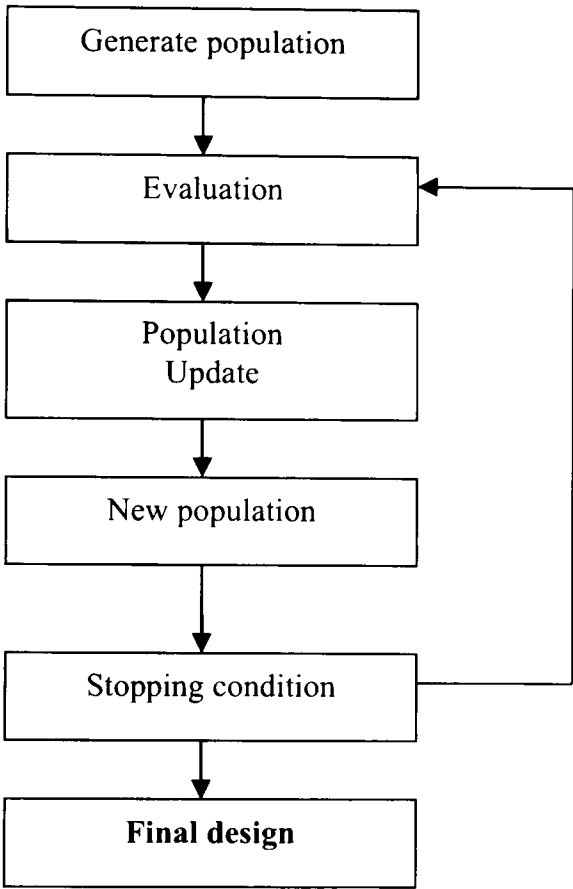 Generate population
Evaluation
Population
Update
New population
Stopping condition
Final design